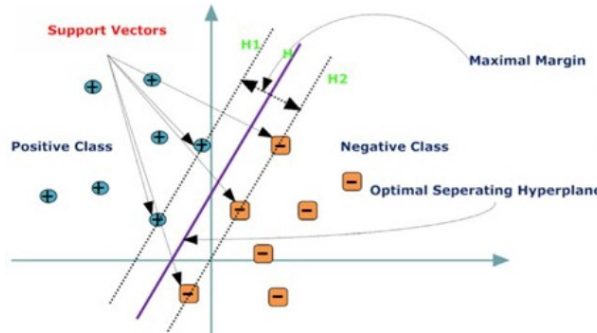 Support Vectors
H1
H
H2
Maximal Margin
Positive Class
Negative Class
Optimal Seperating Hyperplane